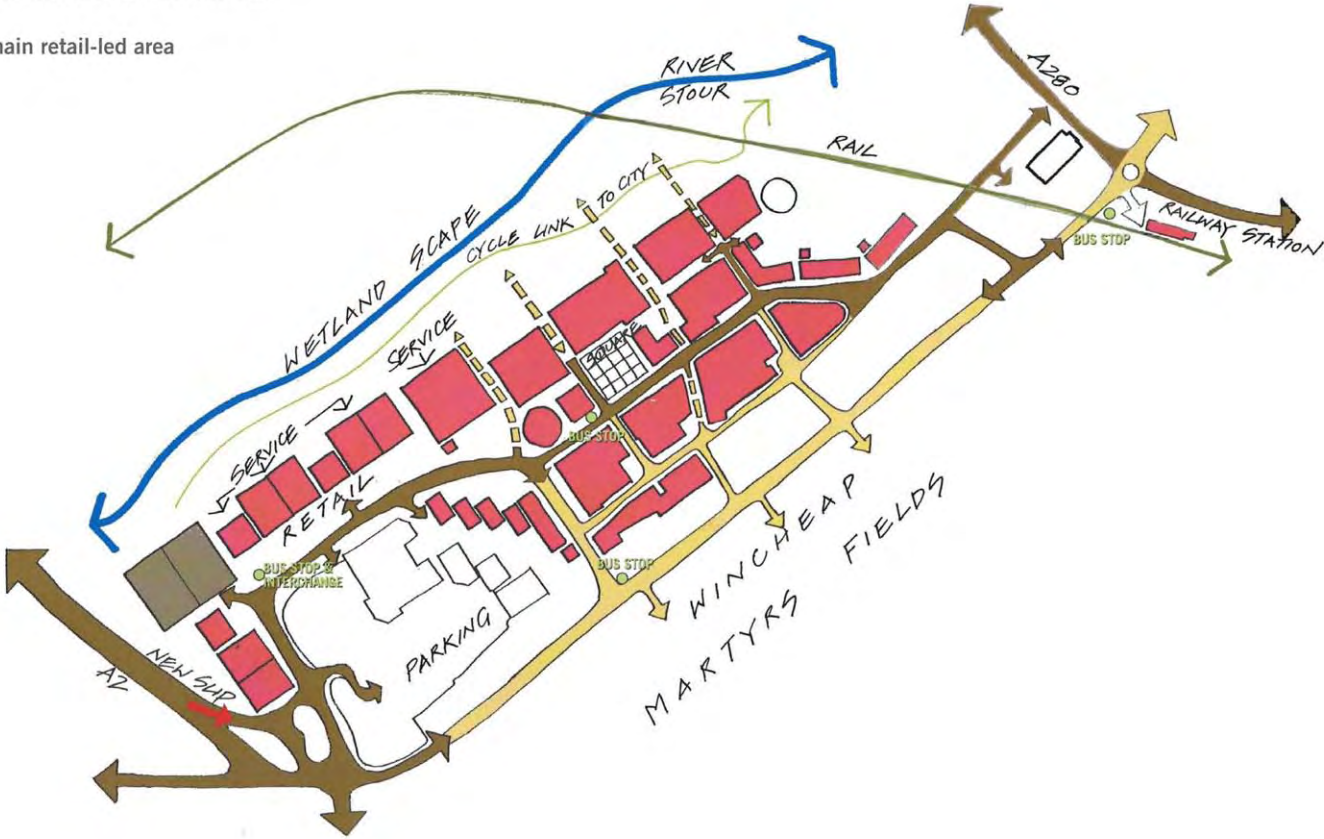 main retail-led area
RIVER
STOUR
A280
RAIL
RAILWAY STATION
BUS STOP
WETLAND SCAPE
CYCLE LINK TO CITY
SERVICE
SQUARE
BUS STOP
SERVICE
RETAIL
BUS STOP &
INTERCHANGE
BUS STOP
PARKING
WINCHEAP
MARTYRS FIELDS
A2
NEW SLIP